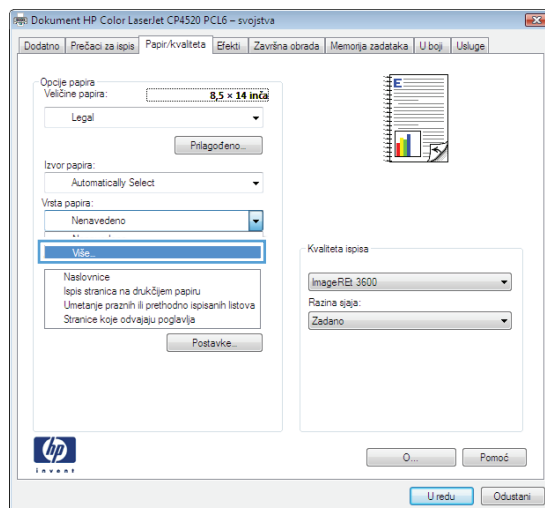 Dokument HP Color LaserJet CP4520 PCL6 – svojstva
Dodatno Prečaci za ispis Papir/kvaliteta Efekti Završna obrada Memorija zadataka U boji Usluge
Opcije papira
Veličine papira: 8,5 × 14 inča
Legal
Prilagođeno...
Izvor papira:
Automatically Select
Vrsta papira:
Nenavedeno
Više...
Naslovnice
Ispis stranica na drukčijem papiru
Umetanje praznih ili prethodno ispisanih listova
Stranice koje odvajaju poglavlja
Postavke...
E
Kvaliteta ispisa
ImageREt 3600
Razina sjaja:
Zadano
hp
invent
O... Pomoć
U redu Odustani